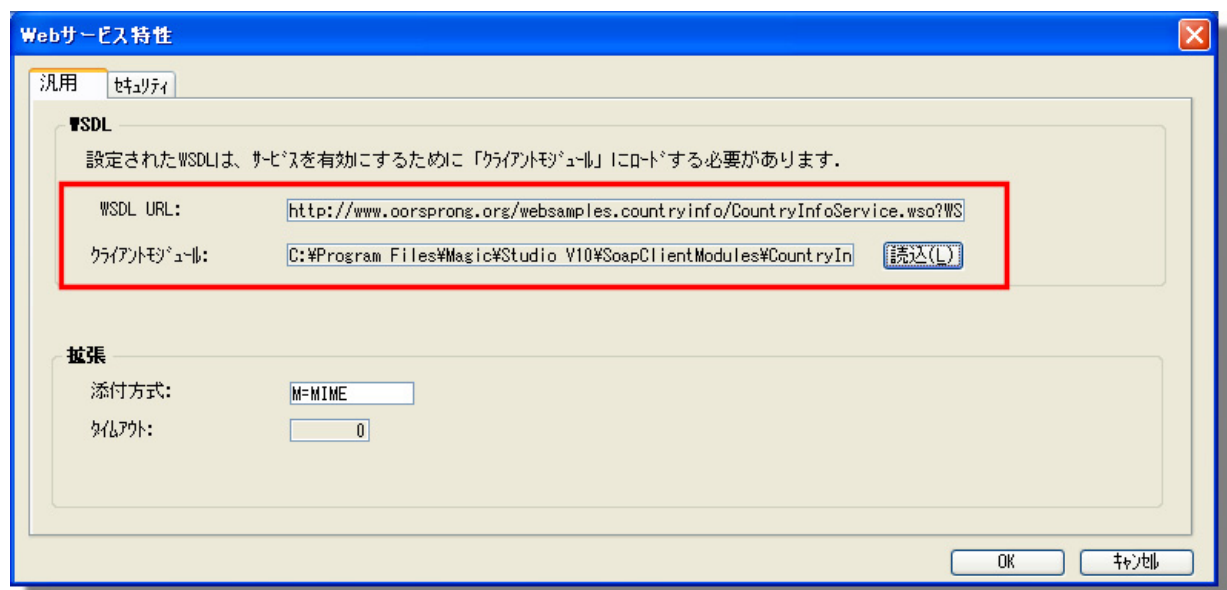 Webサービス特性
汎用 ｾｷｭﾘﾃｨ
WSDL
設定されたWSDLは、ｻｰﾋﾞｽを有効にするために「ｸﾗｲｱﾝﾄﾓｼﾞｭｰﾙ」にﾛｰﾄﾞする必要があります.
WSDL URL: http://www.oorsprong.org/websamples.countryinfo/CountryInfoService.wso?WS
ｸﾗｲｱﾝﾄﾓｼﾞｭｰﾙ: C:¥Program Files¥Magic¥Studio V10¥SoapClientModules¥CountryIn 読込(L)
拡張
添付方式: M=MIME
ﾀｲﾑｱｳﾄ: 0
OK ｷｬﾝｾﾙ